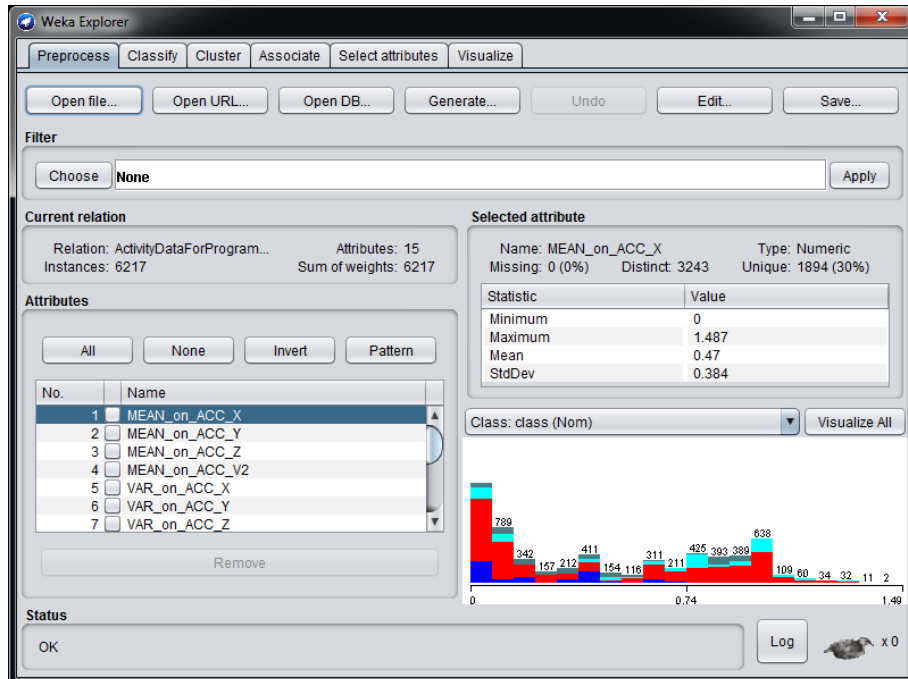 Weka Explorer
Preprocess Classify Cluster Associate Select attributes Visualize
Open file... Open URL... Open DB... Generate... Undo Edit... Save...
Filter
Choose None Apply
Current relation
Relation: ActivityDataForProgram... Attributes: 15
Instances: 6217 Sum of weights: 6217
Selected attribute
Name: MEAN_on_ACC_X Type: Numeric
Missing: 0 (0%) Distinct: 3243 Unique: 1894 (30%)
Statistic Value
Minimum 0
Maximum 1.487
Mean 0.47
StdDev 0.384
Attributes
All None Invert Pattern
No. Name
1 MEAN_on_ACC_X
2 MEAN_on_ACC_Y
3 MEAN_on_ACC_Z
4 MEAN_on_ACC_V2
5 VAR_on_ACC_X
6 VAR_on_ACC_Y
7 VAR_on_ACC_Z
Remove
Class: class (Nom) Visualize All
789 342 157 212 411 154 116 311 211 425 393 389 638 109 60 34 32 11 2
0 0.74 1.49
Status
OK
Log x 0